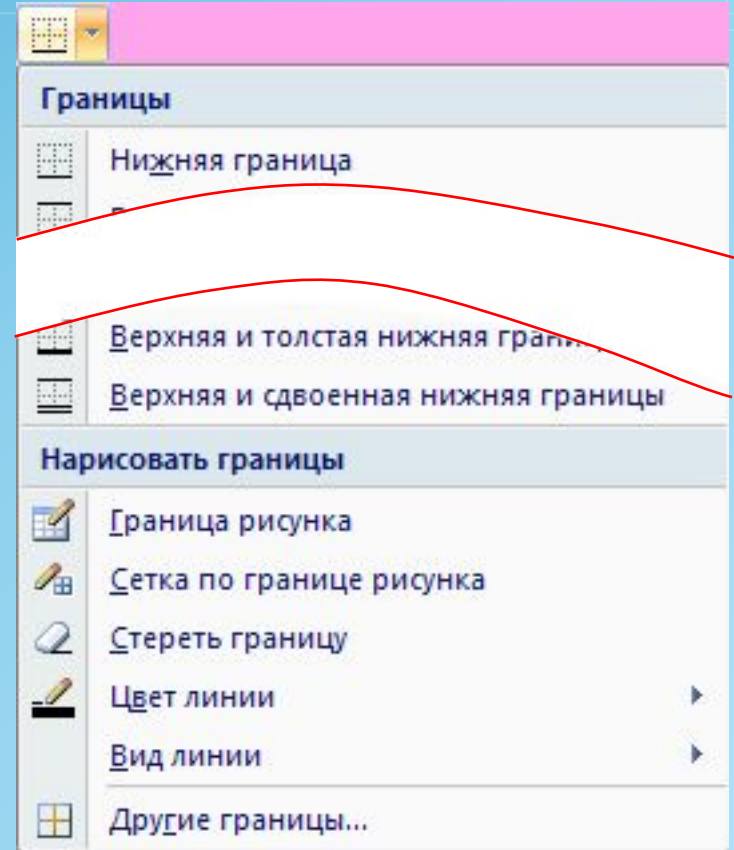 Границы
Нижняя граница
Верхняя и толстая нижняя
Верхняя и сдвоенная нижняя границы
Нарисовать границы
Граница рисунка
Сетка по границе рисунка
Стереть границу
Цвет линии
Вид линии
Другие границы...